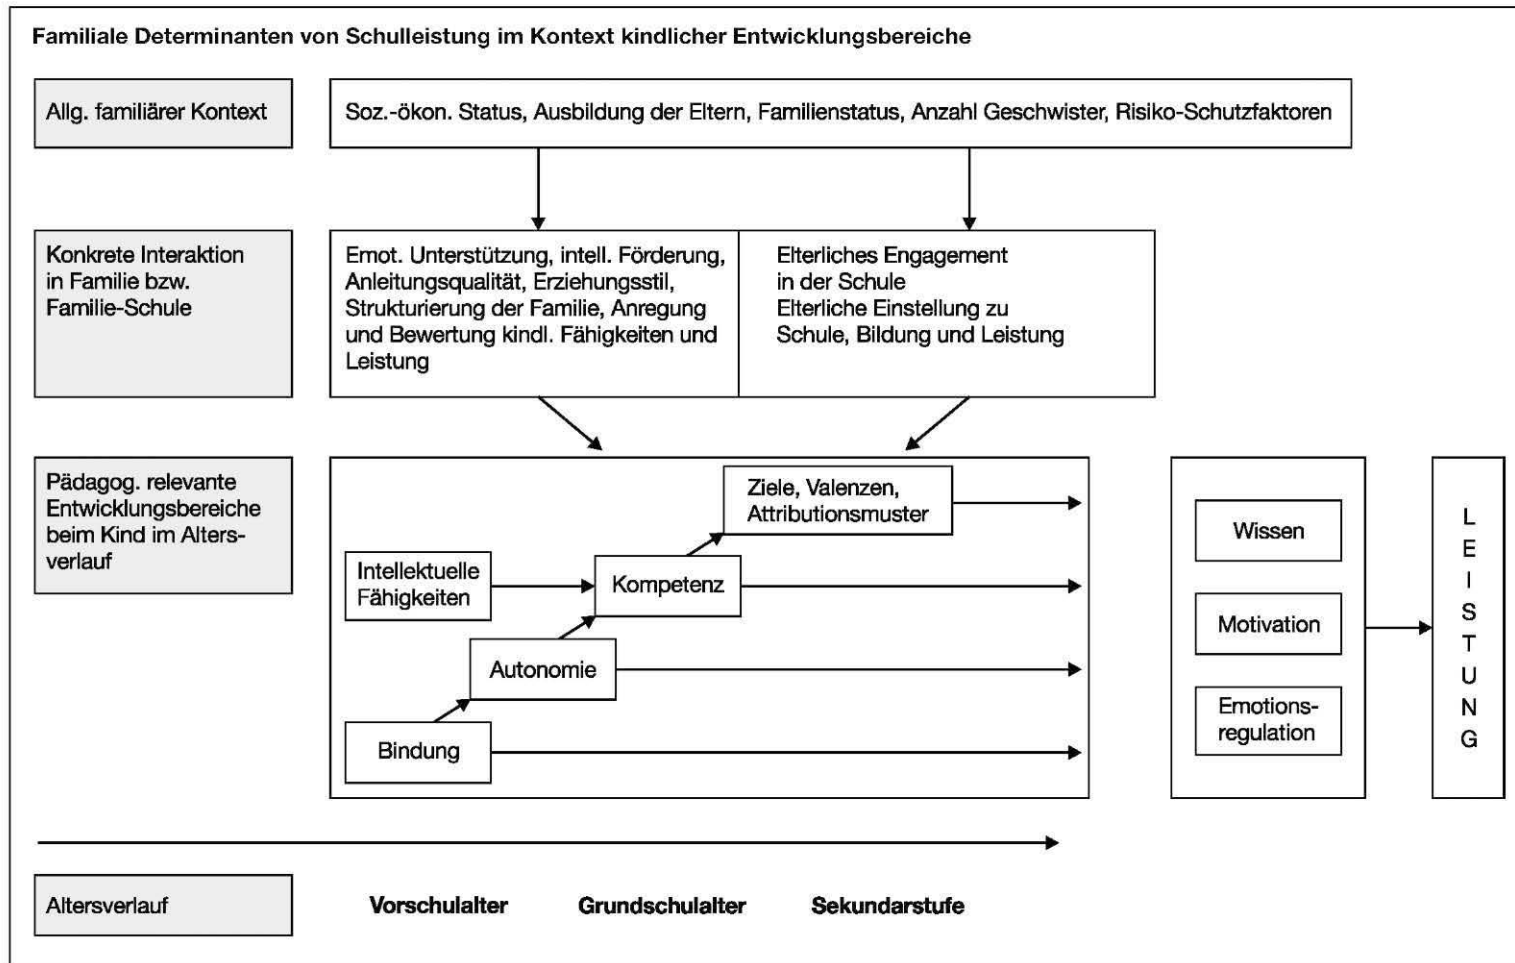 Familiale Determinanten von Schulleistung im Kontext kindlicher Entwicklungsbereiche
Allg. familiärer Kontext
Soz.-ökon. Status, Ausbildung der Eltern, Familienstatus, Anzahl Geschwister, Risiko-Schutzfaktoren
Konkrete Interaktion
in Familie bzw.
Familie-Schule
Emot. Unterstützung, intell. Förderung,
Anleitungsqualität, Erziehungsstil,
Strukturierung der Familie, Anregung
und Bewertung kindl. Fähigkeiten und
Leistung
Elterliches Engagement
in der Schule
Elterliche Einstellung zu
Schule, Bildung und Leistung
Pädagog. relevante
Entwicklungsbereiche
beim Kind im Alters-
verlauf
Ziele, Valenzen,
Attributionsmuster
Intellektuelle
Fähigkeiten
Kompetenz
Autonomie
Bindung
Wissen
Motivation
Emotions-
regulation
LEISTUNG
Altersverlauf
Vorschulalter
Grundschulalter
Sekundarstufe